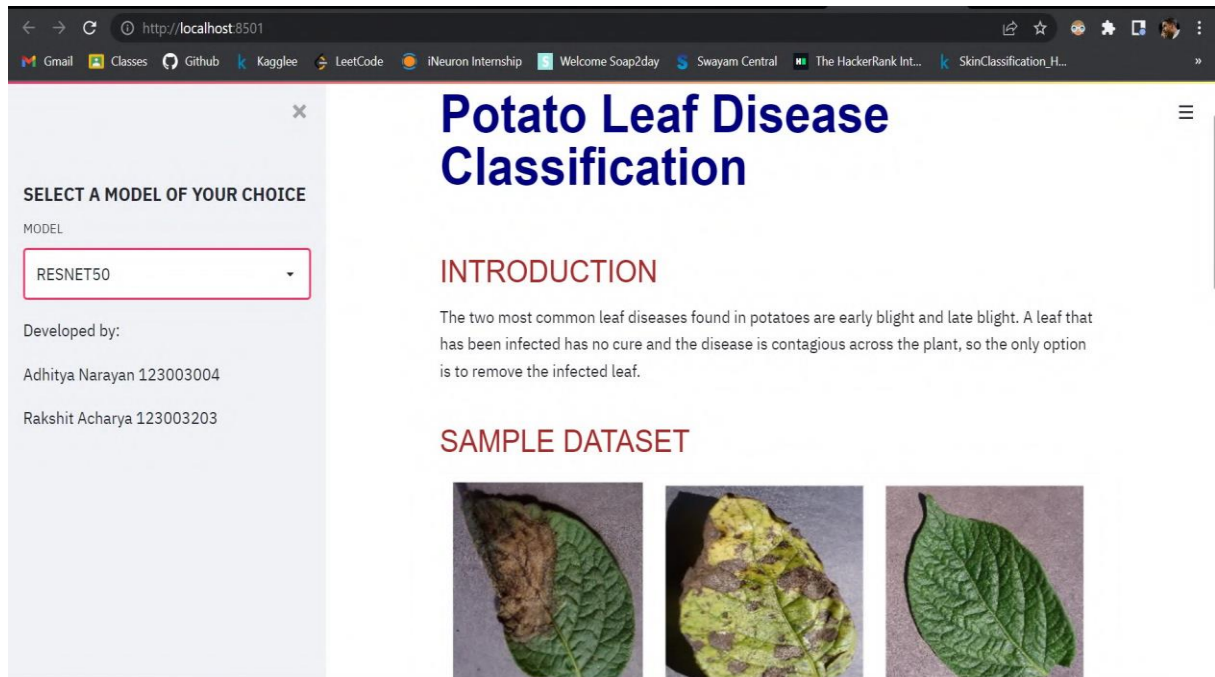 http://localhost:8501
Gmail Classes Github Kagglee LeetCode iNeuron Internship Welcome Soap2day Swayam Central The HackerRank Int... SkinClassification_H... »
SELECT A MODEL OF YOUR CHOICE
MODEL
RESNET50
Developed by:
Adhitya Narayan 123003004
Rakshit Acharya 123003203
Potato Leaf Disease
Classification
INTRODUCTION
The two most common leaf diseases found in potatoes are early blight and late blight. A leaf that
has been infected has no cure and the disease is contagious across the plant, so the only option
is to remove the infected leaf.
SAMPLE DATASET